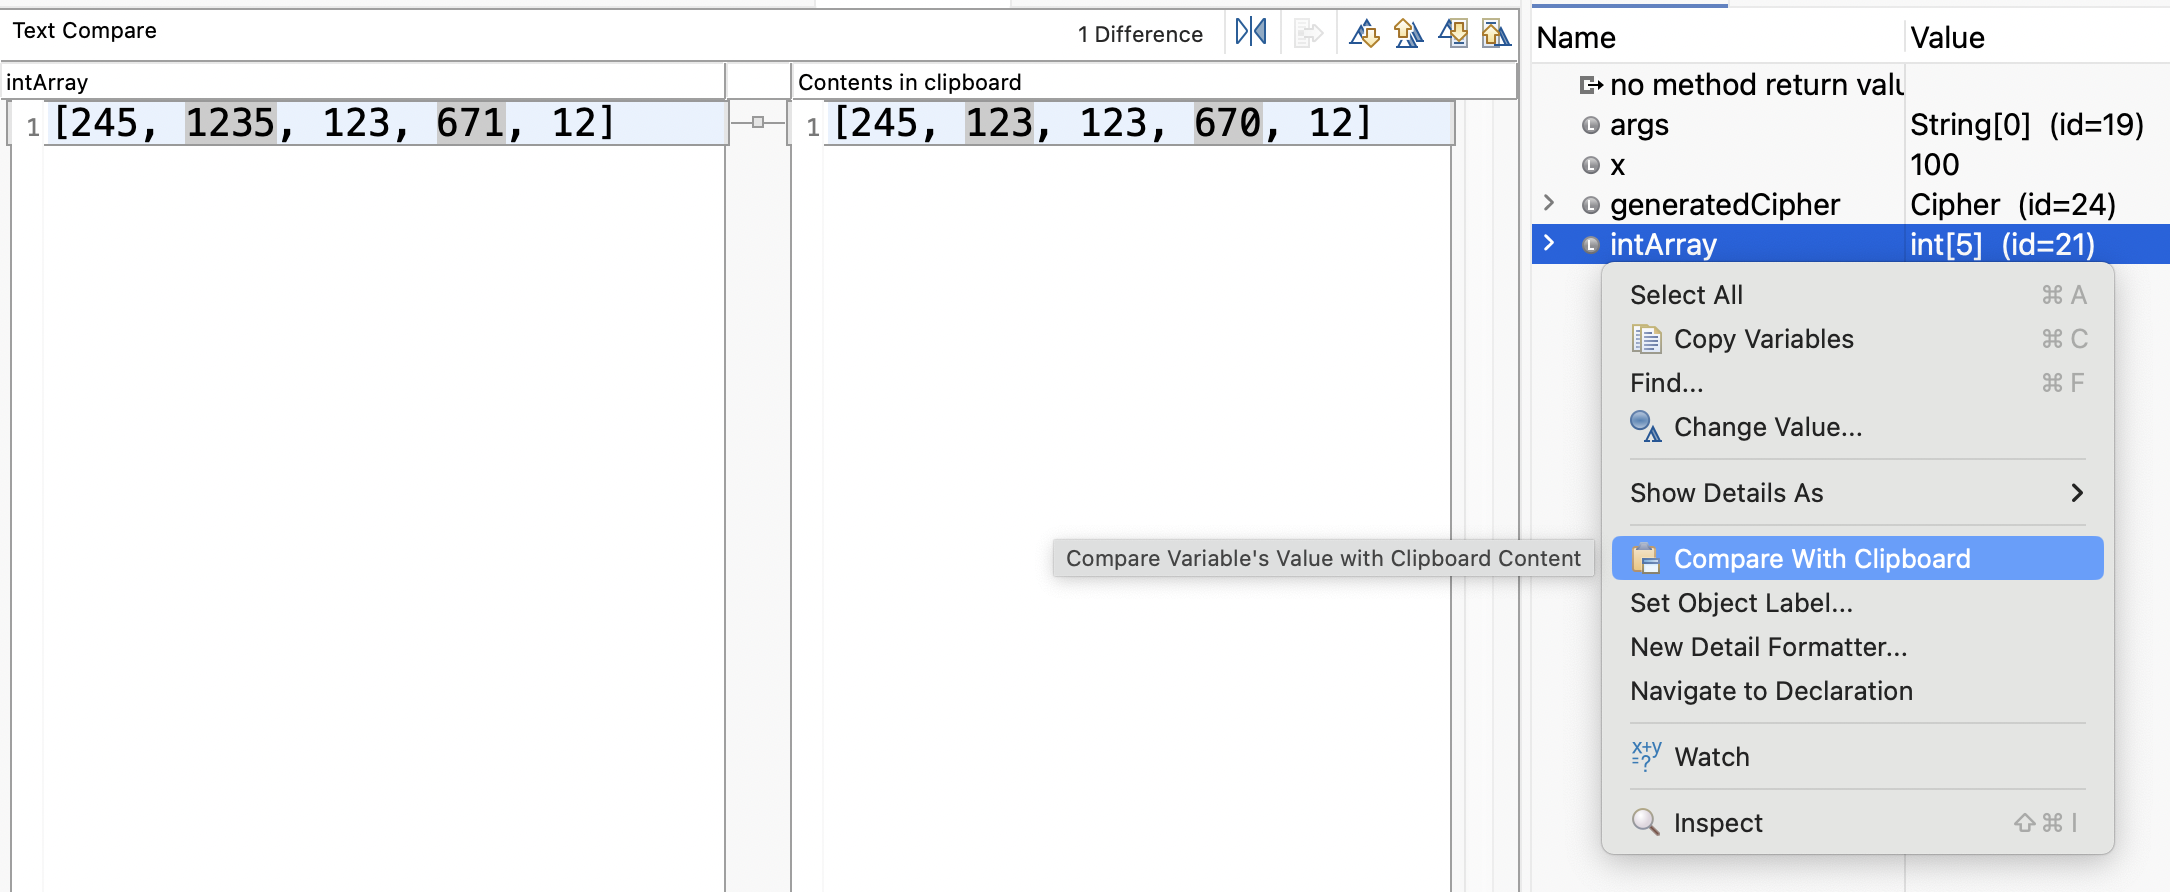 Text Compare
1 Difference
intArray
Contents in clipboard
1 [245, 1235, 123, 671, 12]
1 [245, 123, 123, 670, 12]
Name Value
no method return valu
args String[0] (id=19)
x 100
generatedCipher Cipher (id=24)
intArray int[5] (id=21)
Select All ⌘ A
Copy Variables ⌘ C
Find... ⌘ F
Change Value...
Show Details As
Compare Variable's Value with Clipboard Content
Compare With Clipboard
Set Object Label...
New Detail Formatter...
Navigate to Declaration
x+y
=?
Watch
Inspect ⇧ ⌘ I